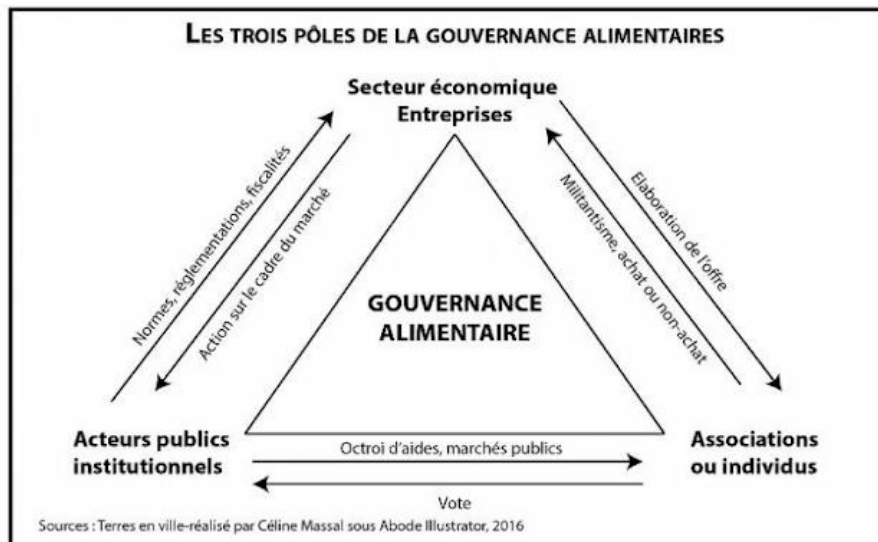 LES TROIS PÔLES DE LA GOUVERNANCE ALIMENTAIRES
Secteur économique
Entreprises
Normes, réglementations, fiscalités
Action sur le cadre du marché
Elaboration de l'offre
Militantisme, achat ou non-achat
GOUVERNANCE
ALIMENTAIRE
Acteurs publics
institutionnels
Octroi d'aides, marchés publics
Vote
Associations
ou individus
Sources : Terres en ville-réalisé par Céline Massal sous Abode Illustrator, 2016